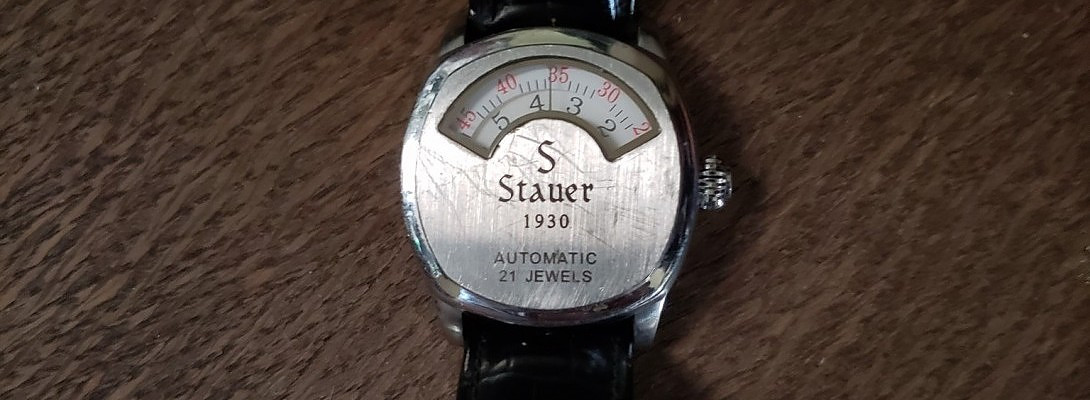 45 40 35 30 2
5 4 3 2
S
Stauer
1930
AUTOMATIC
21 JEWELS